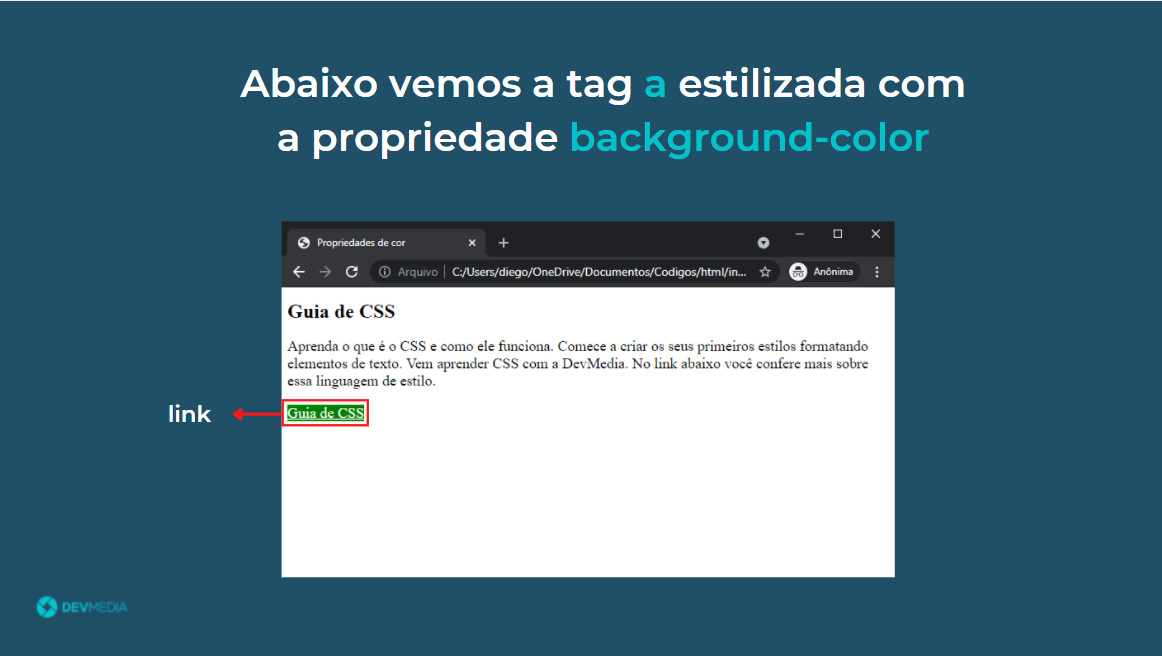 Abaixo vemos a tag a estilizada com
a propriedade background-color
Propriedades de cor
Arquivo | C:/Users/diego/OneDrive/Documentos/Codigos/html/in...
Anônima
Guia de CSS
Aprenda o que é o CSS e como ele funciona. Comece a criar os seus primeiros estilos formatando
elementos de texto. Vem aprender CSS com a DevMedia. No link abaixo você confere mais sobre
essa linguagem de estilo.
link
Guia de CSS
DEVMEDIA